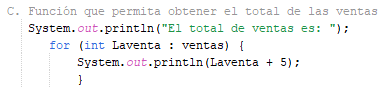 C. Función que permita obtener el total de las ventas
System.out.println("El total de ventas es: ");
for (int Laventa : ventas) {
System.out.println(Laventa + 5);
}